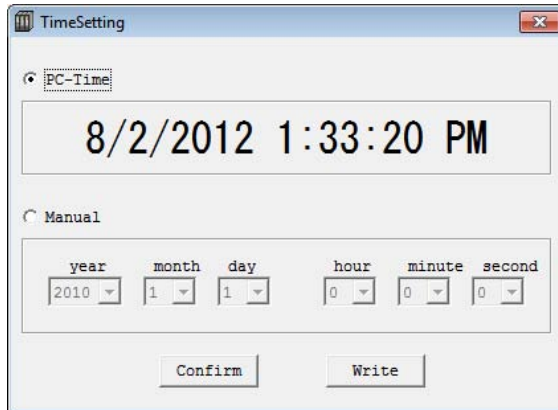 TimeSetting
PC-Time
8/2/2012 1:33:20 PM
Manual
year month day hour minute second
2010 1 1 0 0 0
Confirm Write